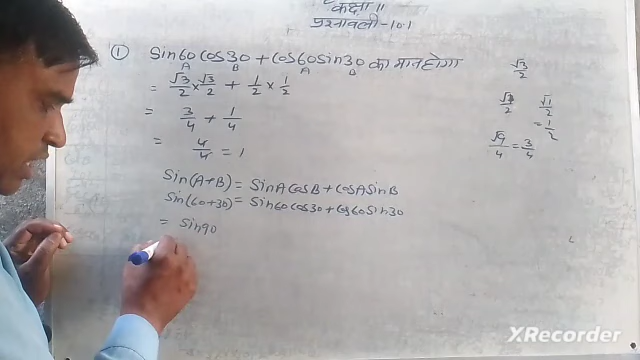 कक्षा 11
प्रश्नावली-10.1
① Sin60 cos30 + cos60 sin30 का मान होगा
A B A B
= √3/2 × √3/2 + 1/2 × 1/2
= 3/4 + 1/4
= 4/4 = 1
Sin(A+B) = SinA cosB + cosA sinB
Sin(60+30) = Sin60 cos30 + cos60 sin30
= sin90
√3/2
√1/2
= 1/2
√9/4 = 3/4
XRecorder